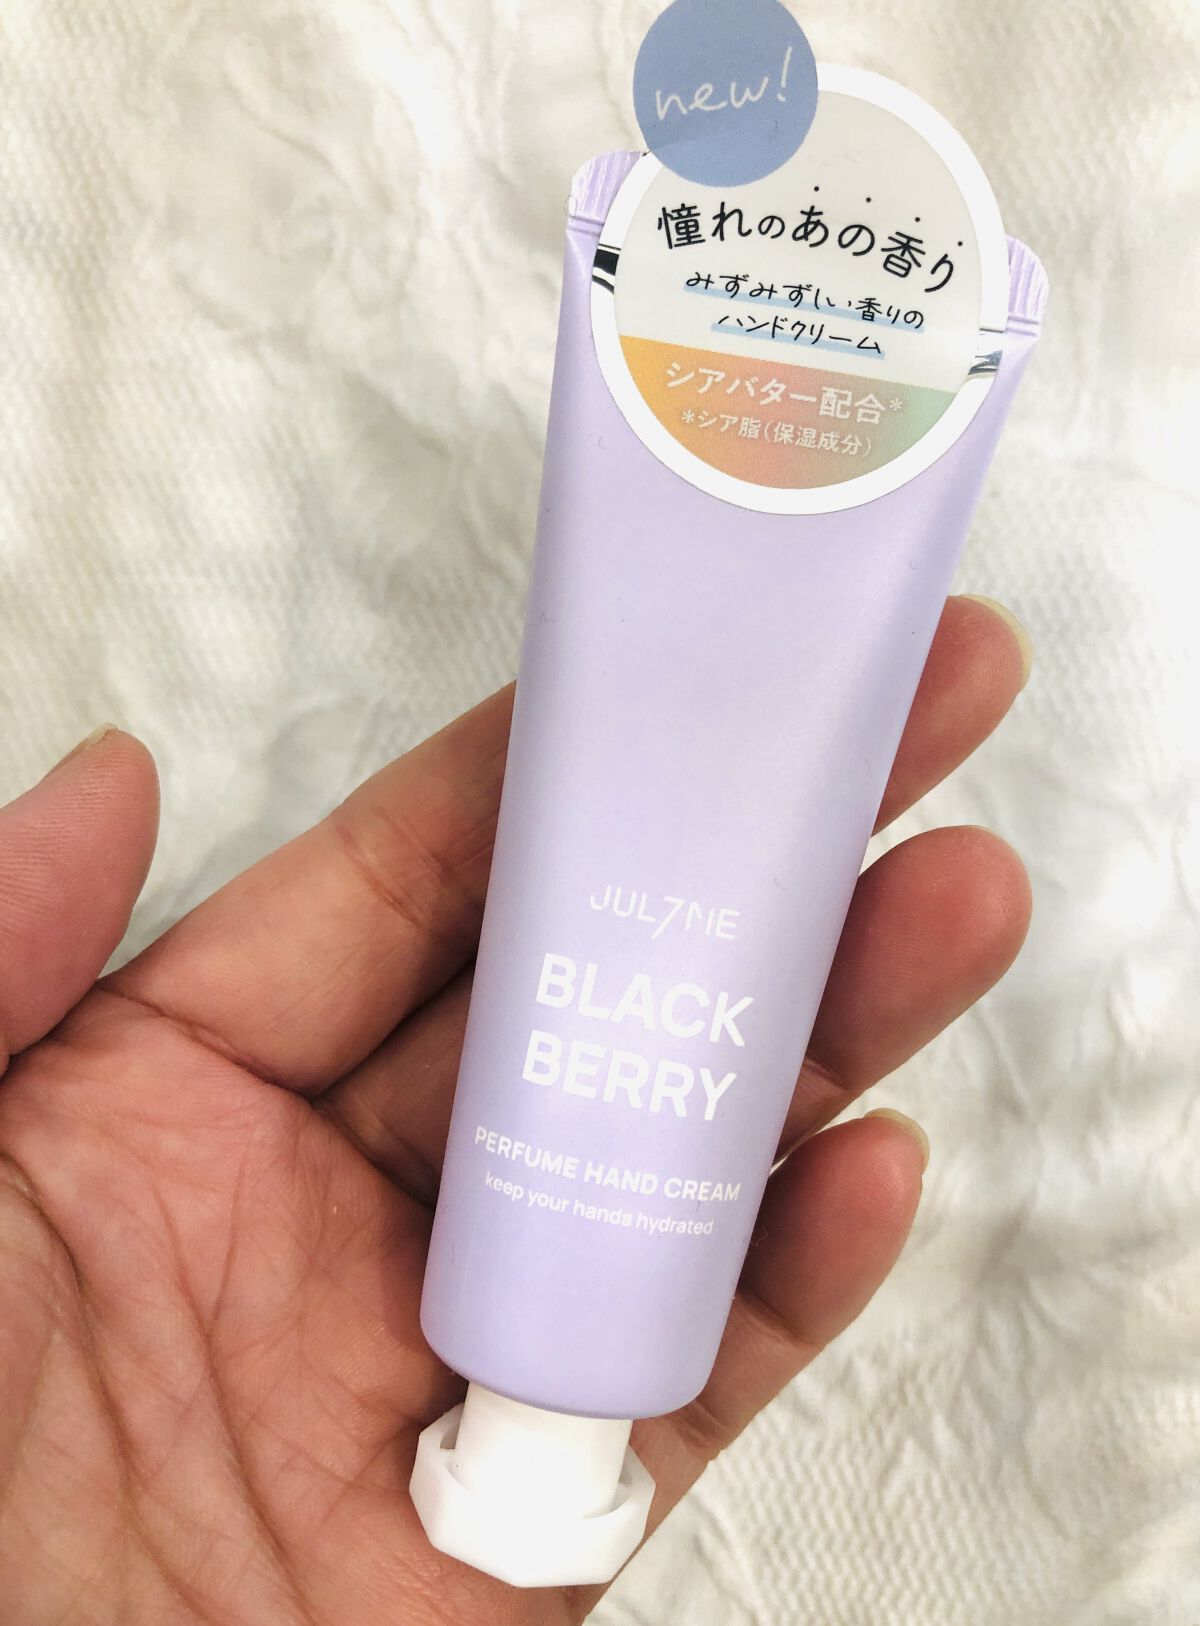 new!
憧れのあの香り
みずみずしい香りの
ハンドクリーム
シアバター配合*
*シア脂(保湿成分)
JUL7ME
BLACK
BERRY
PERFUME HAND CREAM
keep your hands hydrated